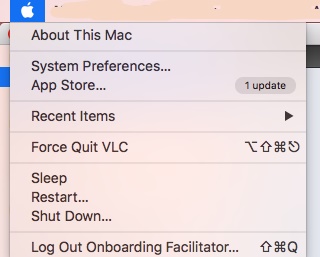 About This Mac
System Preferences...
App Store... 1 update
Recent Items ▶
Force Quit VLC ⌥⇧⌘⎋
Sleep
Restart...
Shut Down...
Log Out Onboarding Facilitator... ⇧⌘Q